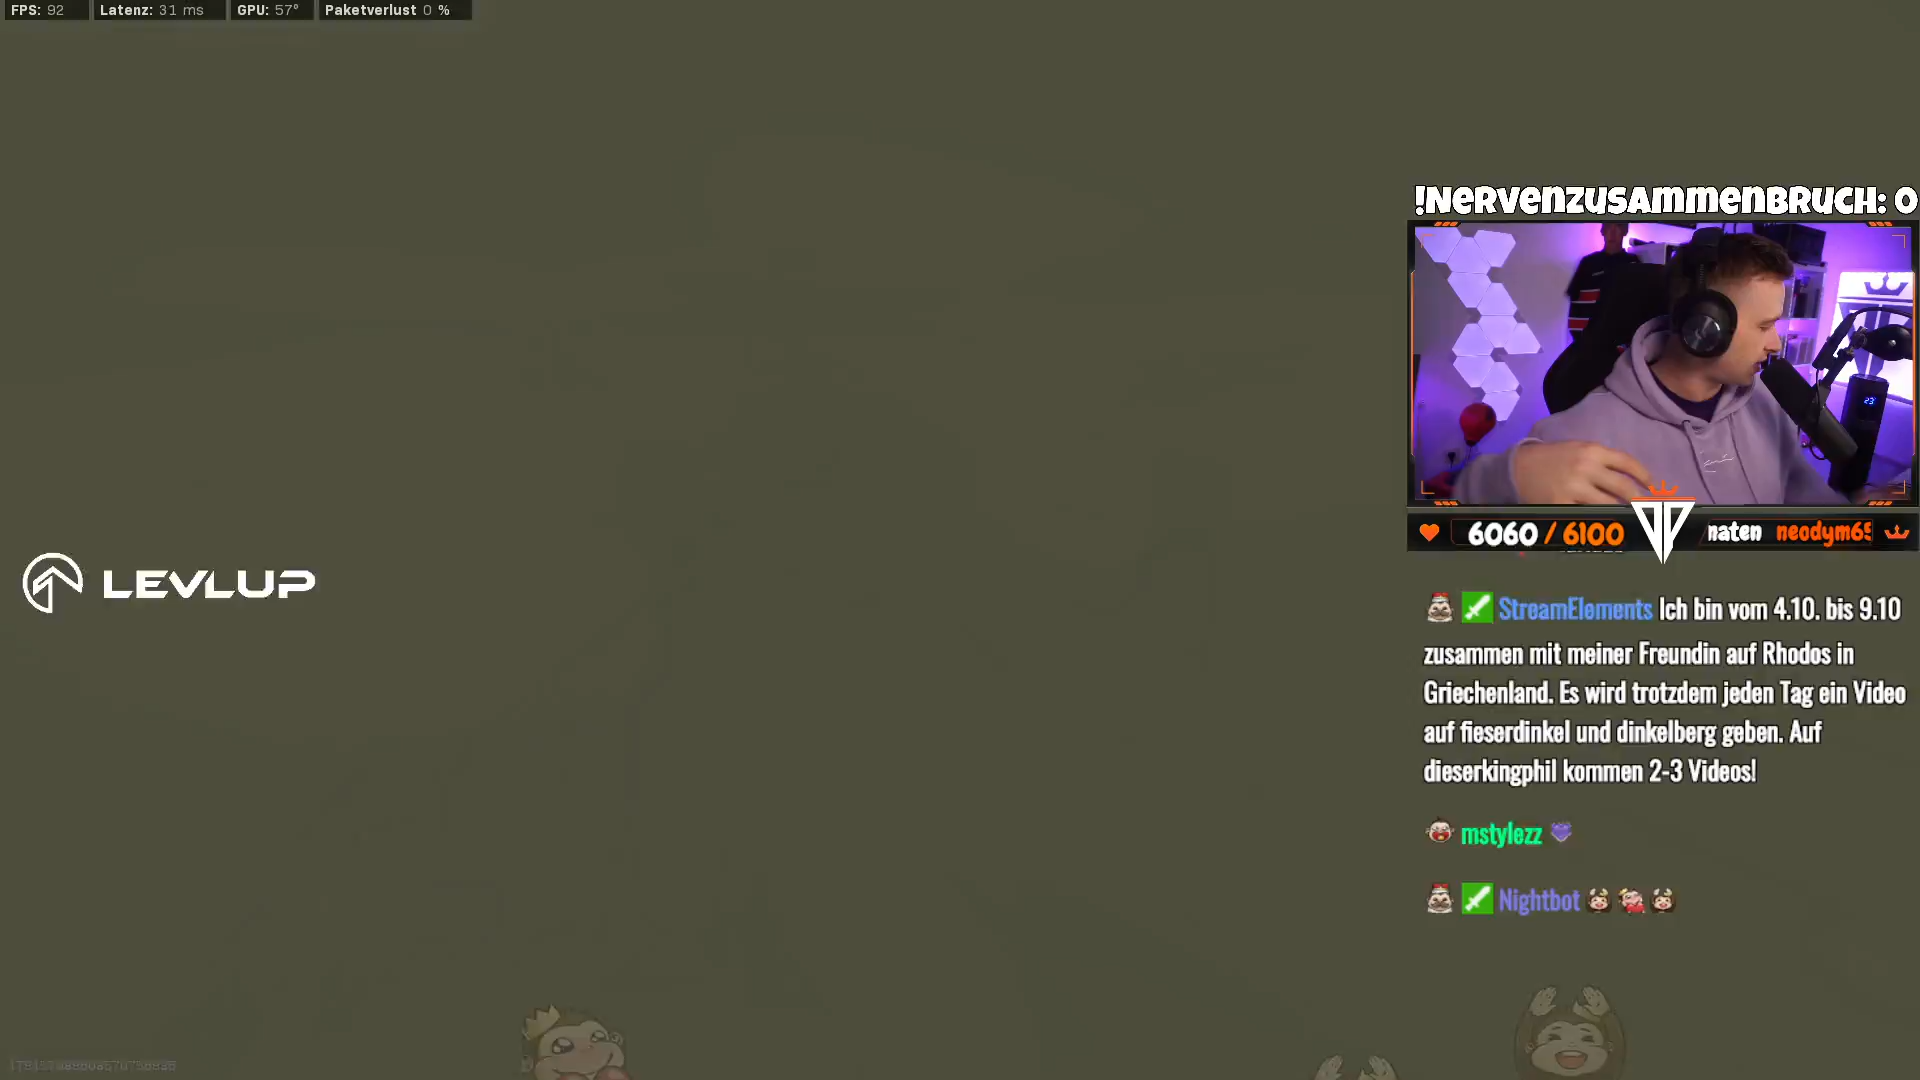 FPS: 92 Latenz: 31 ms GPU: 57° Paketverlust 0 %
!Nervenzusammenbruch: 0
23
6060 / 6100 naten neodym65
LEVLUP
StreamElements Ich bin vom 4.10. bis 9.10
zusammen mit meiner Freundin auf Rhodos in
Griechenland. Es wird trotzdem jeden Tag ein Video
auf fieserdinkel und dinkelberg geben. Auf
dieserkingphil kommen 2-3 Videos!
mstylezz
Nightbot